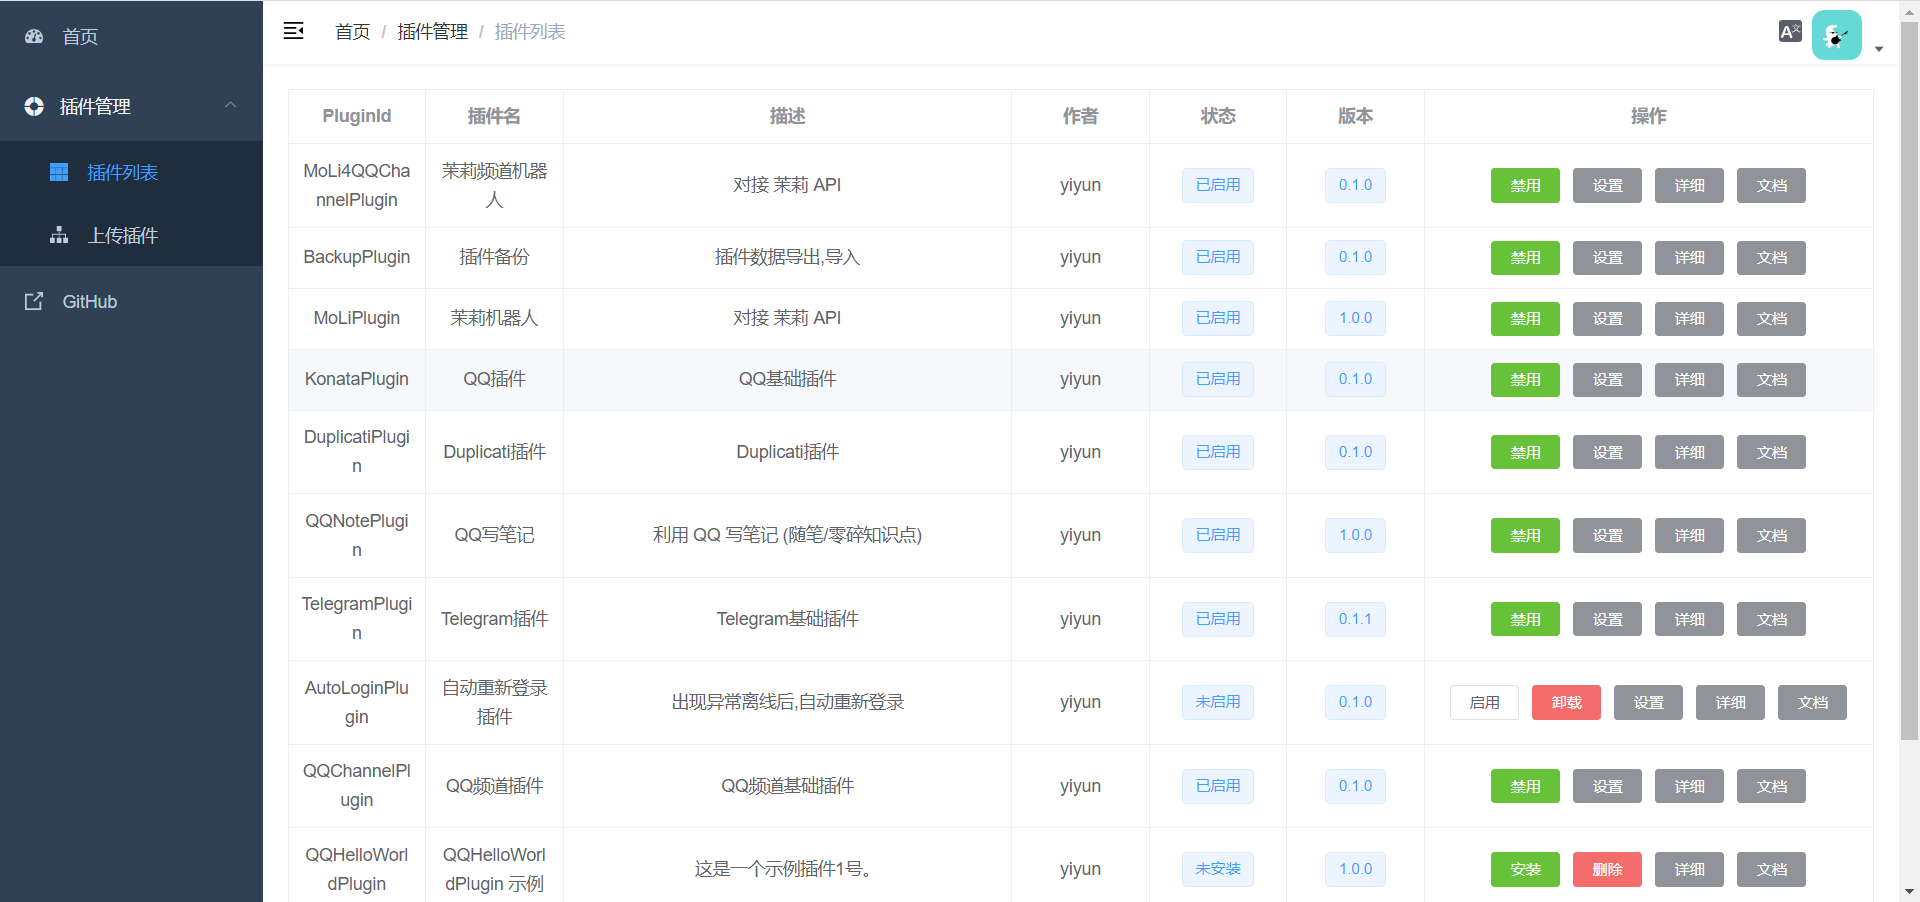 首页
插件管理
插件列表
上传插件
GitHub
首页 / 插件管理 / 插件列表
PluginId 插件名 描述 作者 状态 版本 操作
MoLi4QQCha
nnelPlugin
茉莉频道机器
人
对接 茉莉 API yiyun 已启用 0.1.0 禁用 设置 详细 文档
BackupPlugin 插件备份 插件数据导出,导入 yiyun 已启用 0.1.0 禁用 设置 详细 文档
MoLiPlugin 茉莉机器人 对接 茉莉 API yiyun 已启用 1.0.0 禁用 设置 详细 文档
KonataPlugin QQ插件 QQ基础插件 yiyun 已启用 0.1.0 禁用 设置 详细 文档
DuplicatiPlugi
n
Duplicati插件 Duplicati插件 yiyun 已启用 0.1.0 禁用 设置 详细 文档
QQNotePlugi
n
QQ写笔记 利用 QQ 写笔记 (随笔/零碎知识点) yiyun 已启用 1.0.0 禁用 设置 详细 文档
TelegramPlugi
n
Telegram插件 Telegram基础插件 yiyun 已启用 0.1.1 禁用 设置 详细 文档
AutoLoginPlu
gin
自动重新登录
插件
出现异常离线后,自动重新登录 yiyun 未启用 0.1.0 启用 卸载 设置 详细 文档
QQChannelPl
ugin
QQ频道插件 QQ频道基础插件 yiyun 已启用 0.1.0 禁用 设置 详细 文档
QQHelloWorl
dPlugin
QQHelloWorl
dPlugin 示例
这是一个示例插件1号。 yiyun 未安装 1.0.0 安装 删除 详细 文档